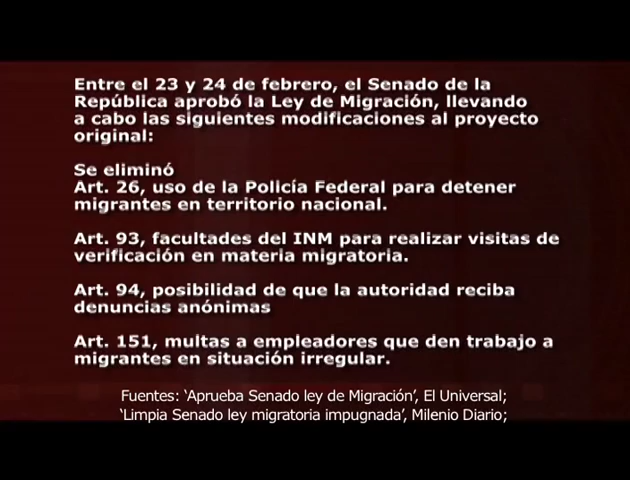 Entre el 23 y 24 de febrero, el Senado de la
República aprobó la Ley de Migración, llevando
a cabo las siguientes modificaciones al proyecto
original:
Se eliminó
Art. 26, uso de la Policía Federal para detener
migrantes en territorio nacional.
Art. 93, facultades del INM para realizar visitas de
verificación en materia migratoria.
Art. 94, posibilidad de que la autoridad reciba
denuncias anónimas
Art. 151, multas a empleadores que den trabajo a
migrantes en situación irregular.
Fuentes: ‘Aprueba Senado ley de Migración’, El Universal;
‘Limpia Senado ley migratoria impugnada’, Milenio Diario;